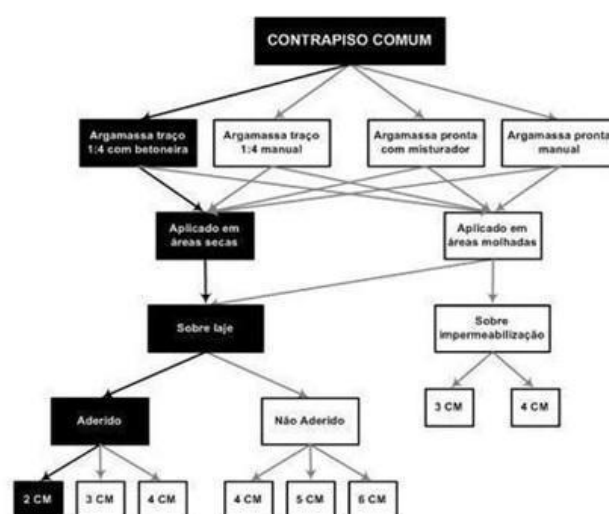 CONTRAPISO COMUM
Argamassa traço
1:4 com betoneira
Argamassa traço
1:4 manual
Argamassa pronta
com misturador
Argamassa pronta
manual
Aplicado em
áreas secas
Aplicado em
áreas molhadas
Sobre laje
Sobre
impermeabilização
3 CM
4 CM
Aderido
Não Aderido
2 CM
3 CM
4 CM
4 CM
5 CM
6 CM